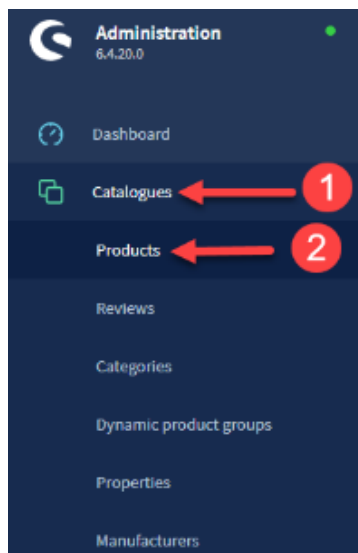 Administration
6.4.20.0
Dashboard
Catalogues 1
Products 2
Reviews
Categories
Dynamic product groups
Properties
Manufacturers